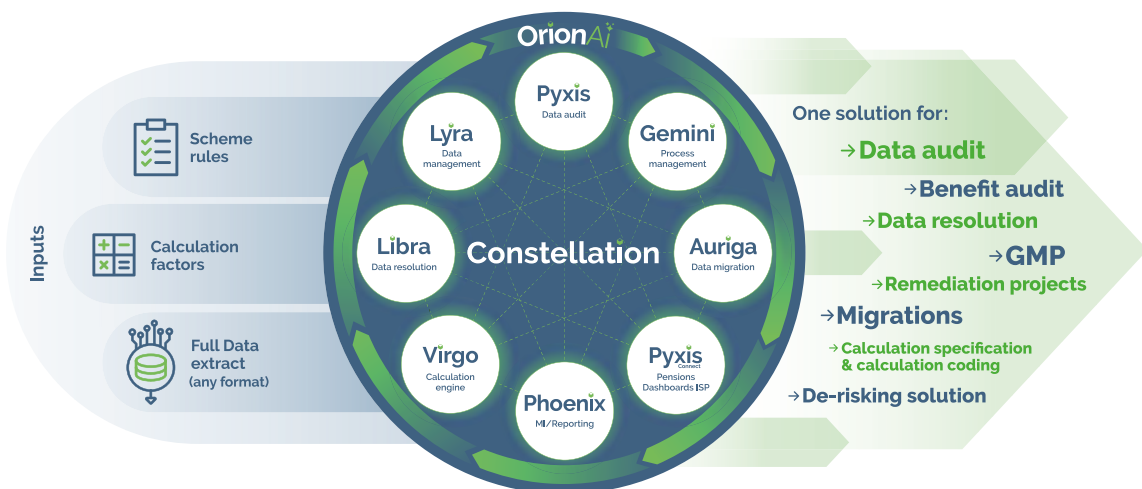 Inputs
Scheme
rules
Calculation
factors
Full Data
extract
(any format)
OrionAi
Pyxis
Data audit
Gemini
Process
management
Auriga
Data migration
Pyxis
Connect
Pensions
Dashboards ISP
Phoenix
MI/Reporting
Virgo
Calculation
engine
Libra
Data resolution
Lyra
Data
management
Constellation
One solution for:
→Data audit
→Benefit audit
→Data resolution
→GMP
→Remediation projects
→Migrations
→Calculation specification
& calculation coding
→De-risking solution